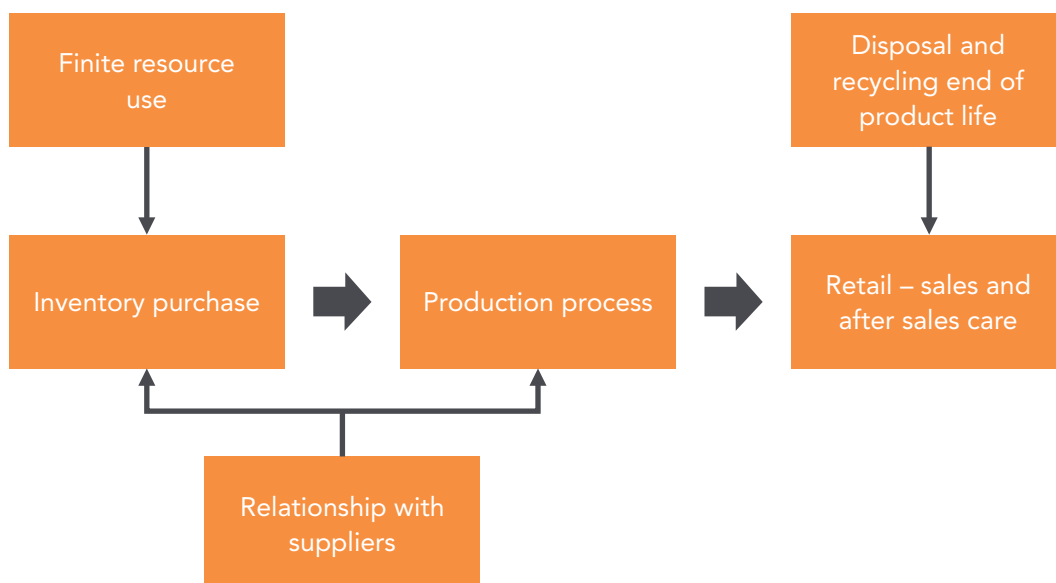 Finite resource
use
Disposal and
recycling end of
product life
Inventory purchase
Production process
Retail – sales and
after sales care
Relationship with
suppliers